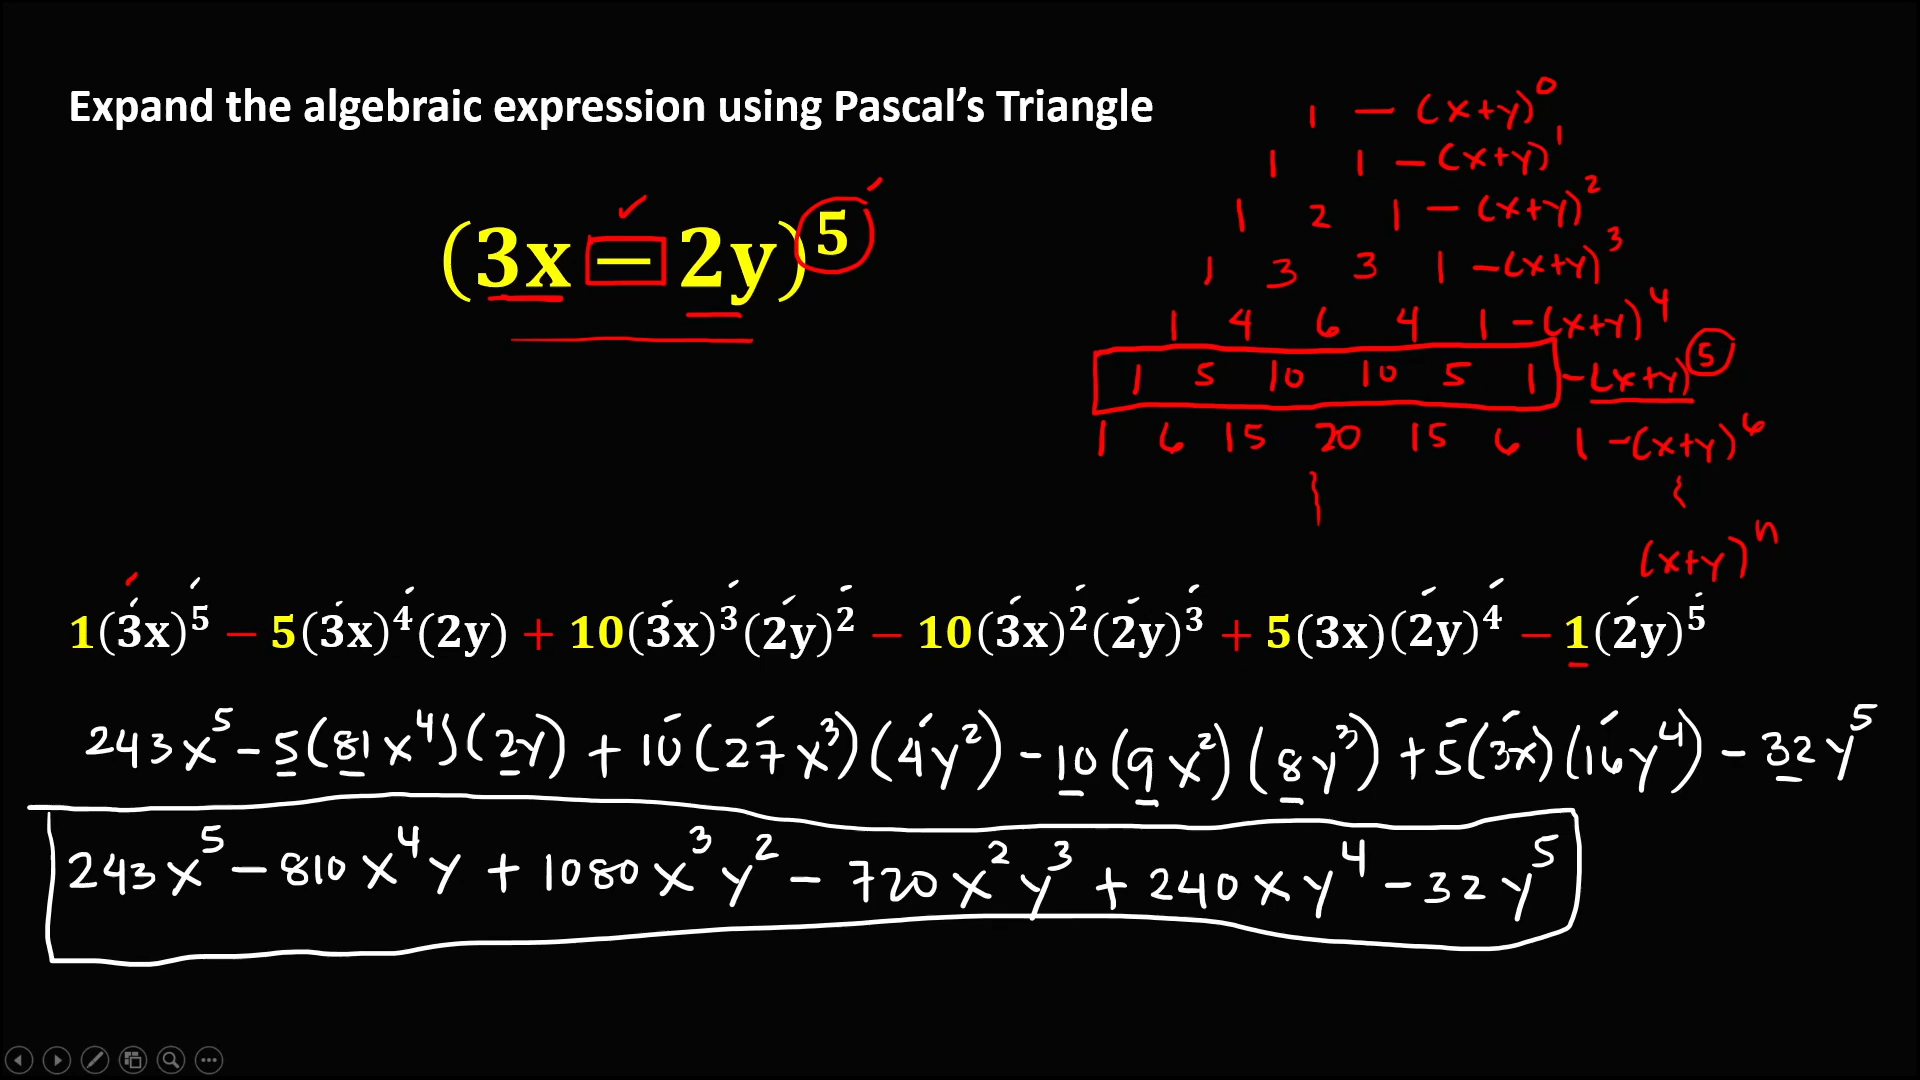 Expand the algebraic expression using Pascal's Triangle
(3x − 2y)⁵
1 − (x+y)⁰
1 1 − (x+y)¹
1 2 1 − (x+y)²
1 3 3 1 − (x+y)³
1 4 6 4 1 − (x+y)⁴
1 5 10 10 5 1 − (x+y)⁵
1 6 15 20 15 6 1 − (x+y)⁶
(x+y)ⁿ
1(3x)⁵ − 5(3x)⁴(2y) + 10(3x)³(2y)² − 10(3x)²(2y)³ + 5(3x)(2y)⁴ − 1(2y)⁵
243x⁵ − 5(81x⁴)(2y) + 10(27x³)(4y²) − 10(9x²)(8y³) + 5(3x)(16y⁴) − 32y⁵
243x⁵ − 810x⁴y + 1080x³y² − 720x²y³ + 240xy⁴ − 32y⁵